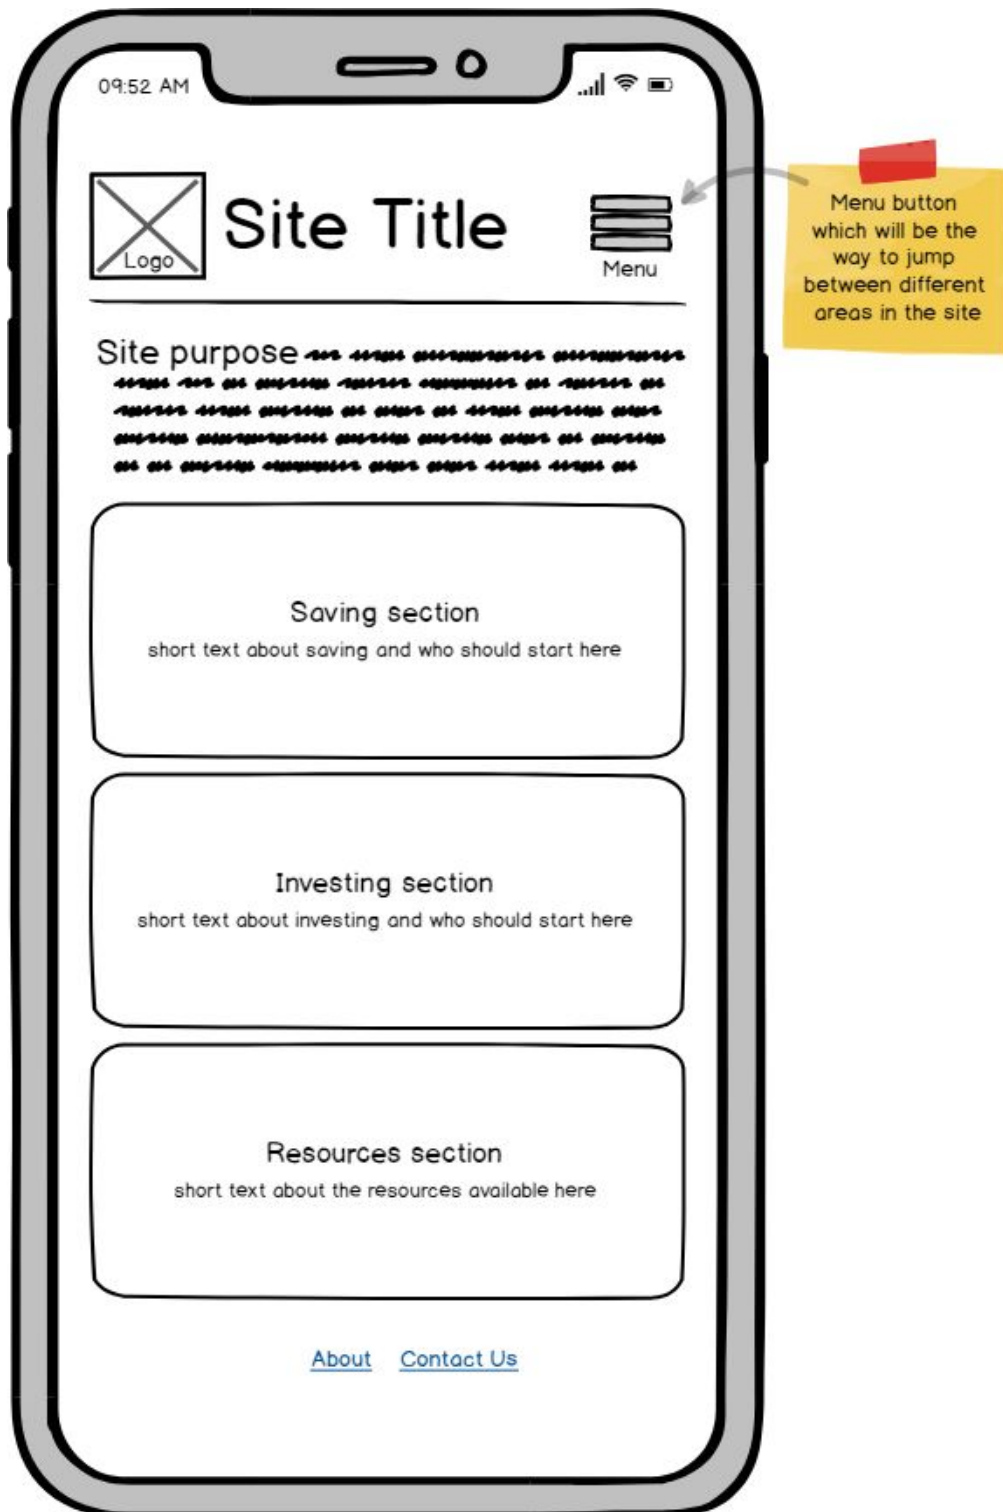 09:52 AM
Logo
Site Title
Menu
Menu button
which will be the
way to jump
between different
areas in the site
Site purpose
Saving section
short text about saving and who should start here
Investing section
short text about investing and who should start here
Resources section
short text about the resources available here
About Contact Us